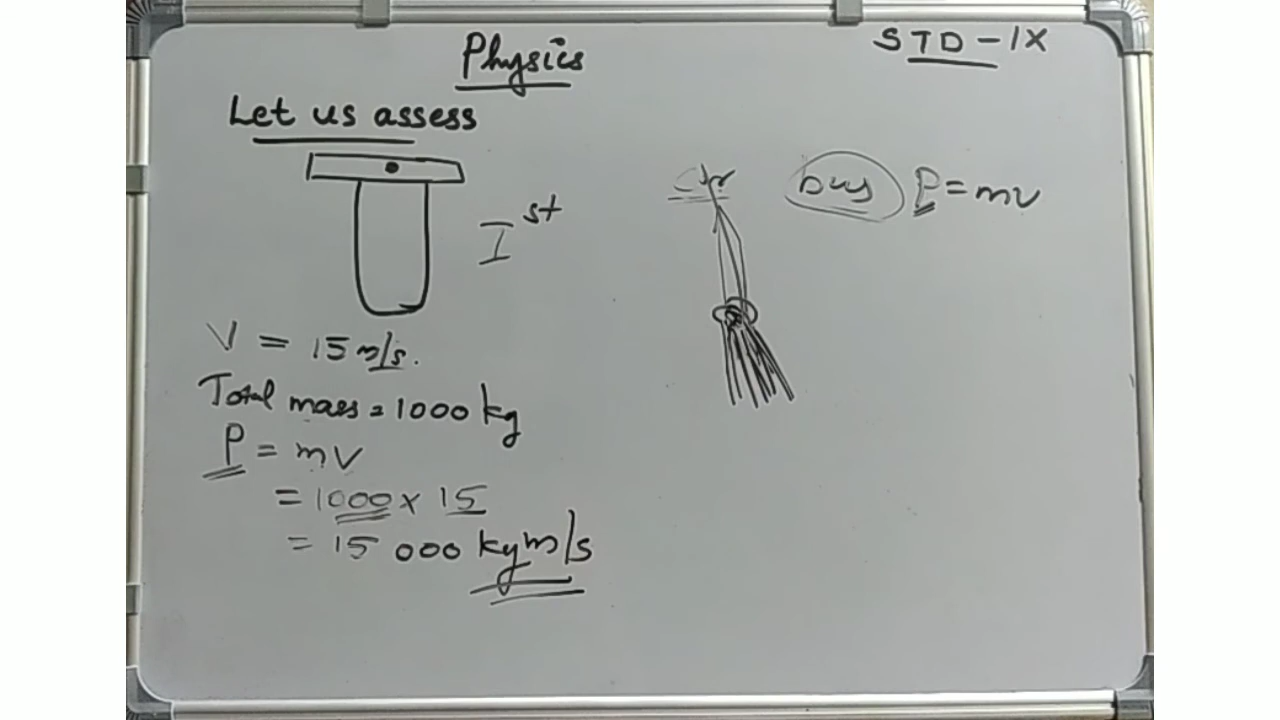 Physics
STD-IX
Let us assess
I st
bus P = mv
V = 15 m/s.
Total mass = 1000 kg
P = mv
= 1000 x 15
= 15 000 kgm/s